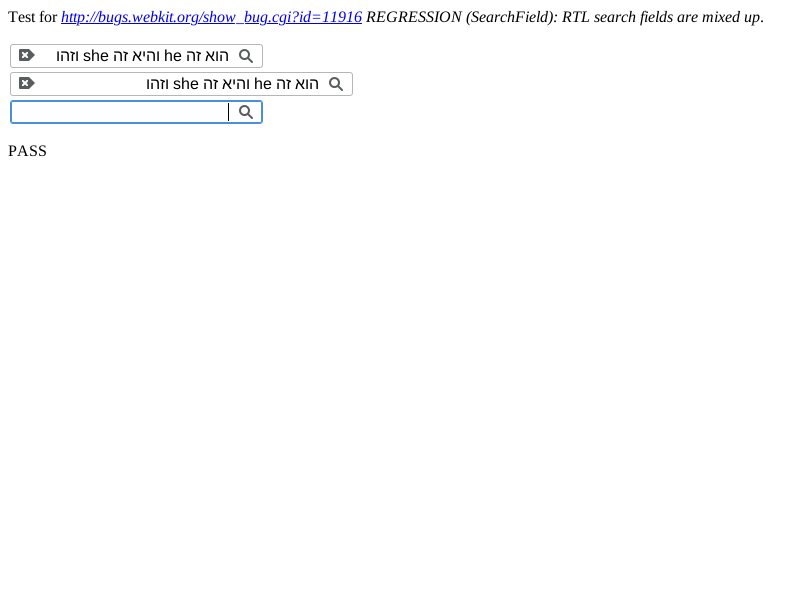 Test for http://bugs.webkit.org/show_bug.cgi?id=11916 REGRESSION (SearchField): RTL search fields are mixed up.
הוא זה he והיא זה she וזהו
הוא זה he והיא זה she וזהו
PASS